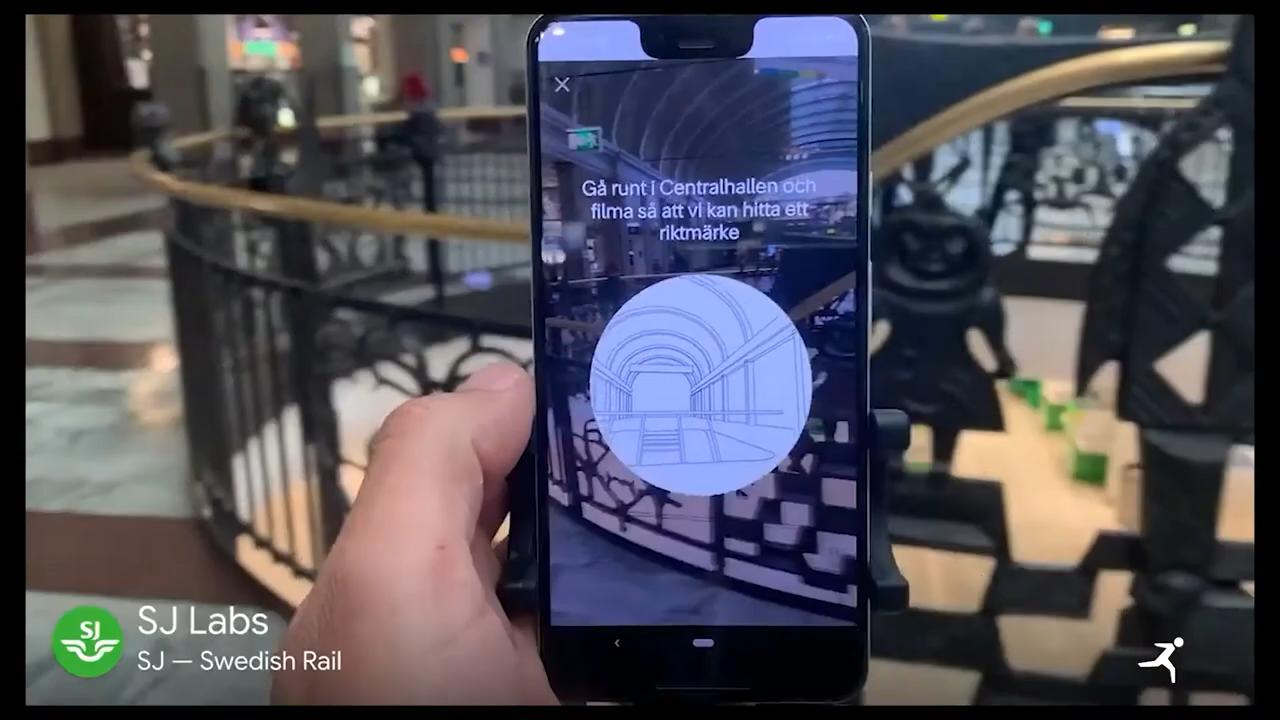 Gå runt i Centralhallen och
filma så att vi kan hitta ett
riktmärke
SJ
SJ Labs
SJ — Swedish Rail